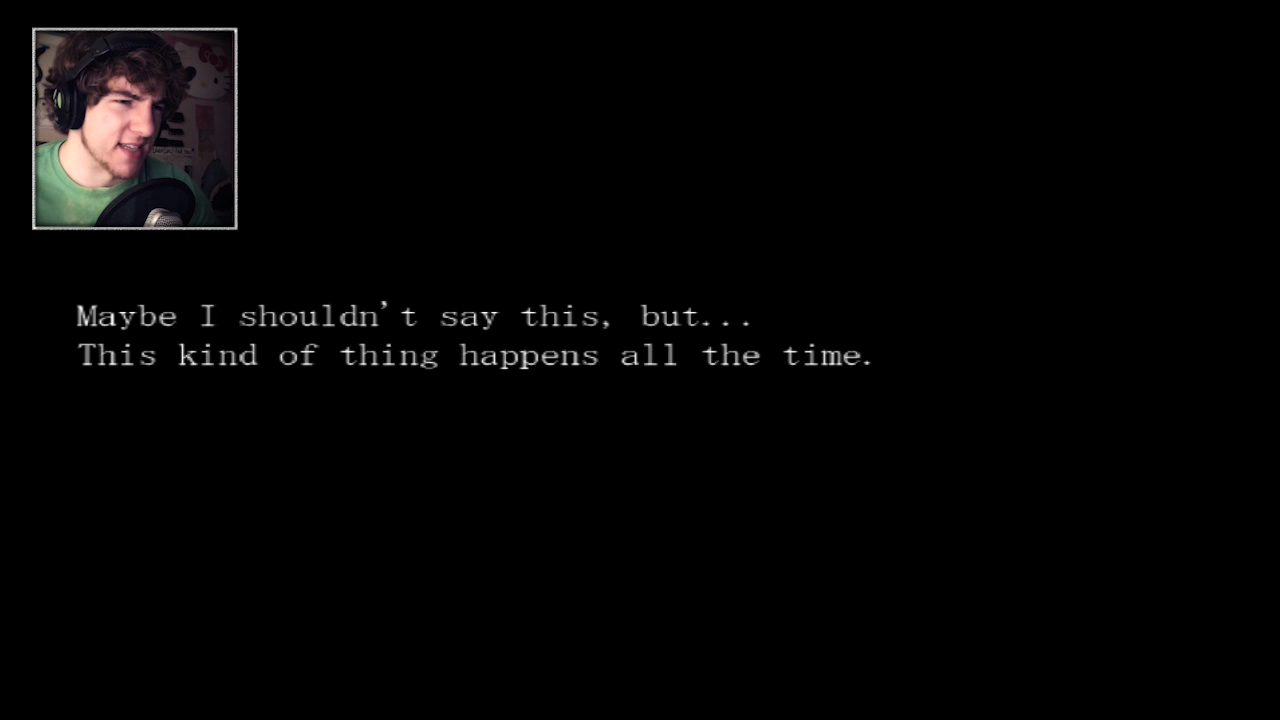 Maybe I shouldn't say this, but...
This kind of thing happens all the time.